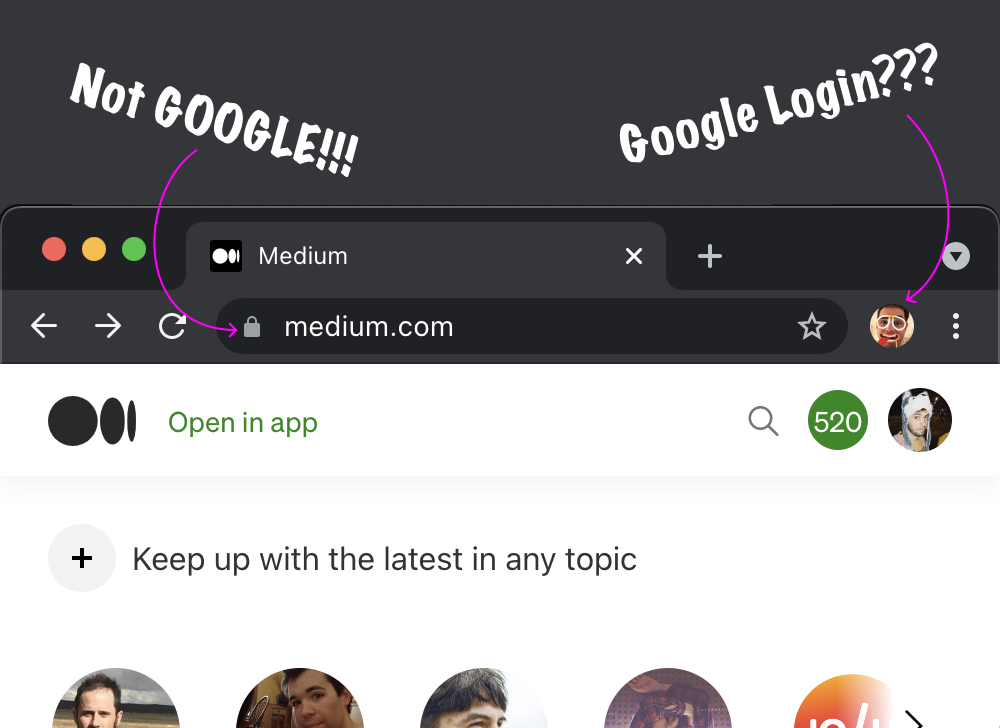 Not GOOGLE!!!
Google Login???
Medium
medium.com
Open in app
520
Keep up with the latest in any topic